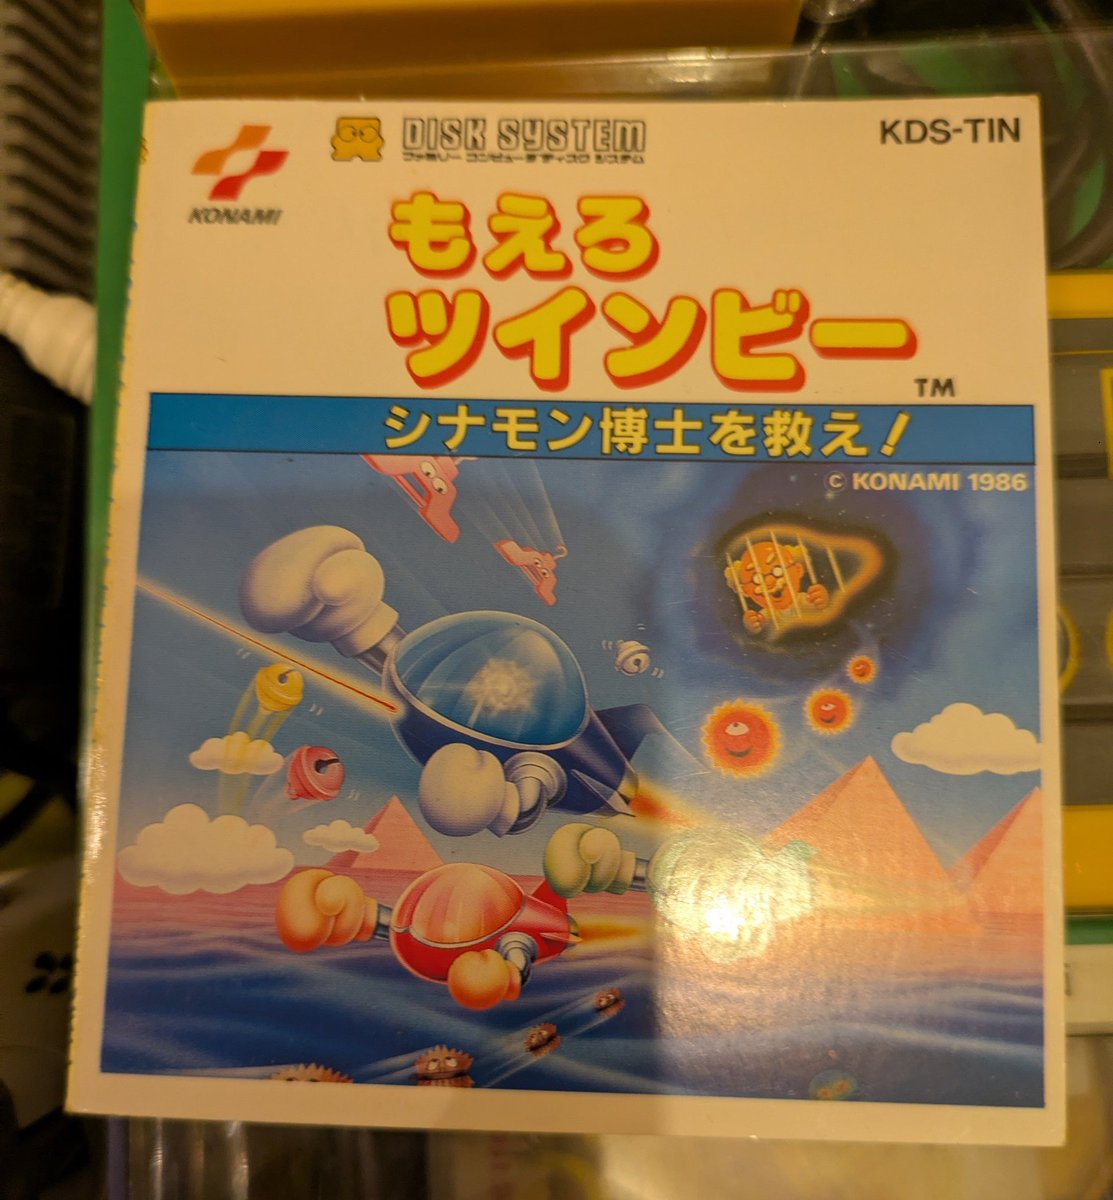 KONAMI
DISK SYSTEM
ファミリー コンピュータ ディスク システム
KDS-TIN
もえろ
ツインビー
TM
シナモン博士を救え!
© KONAMI 1986